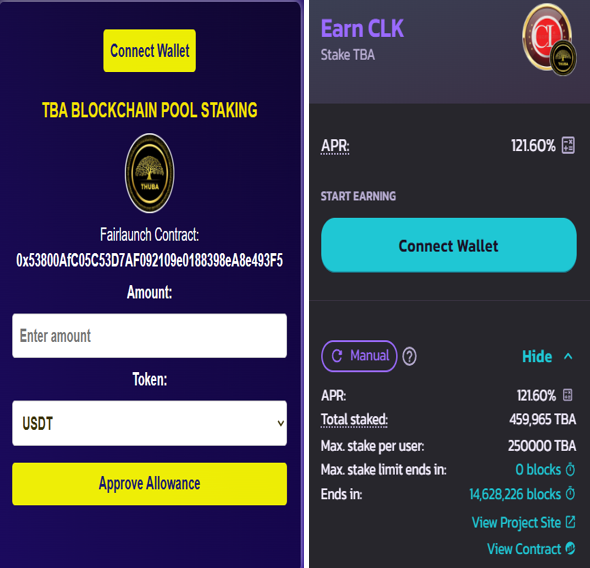 Connect Wallet
TBA BLOCKCHAIN POOL STAKING
THUBA
Fairlaunch Contract:
0x53800AfC05C53D7AF092109e0188398eA8e493F5
Amount:
Enter amount
Token:
USDT
Approve Allowance
Earn CLK
Stake TBA
CL
THUBA
APR:
121.60%
START EARNING
Connect Wallet
Manual
Hide
APR:
121.60%
Total staked:
459,965 TBA
Max. stake per user:
250000 TBA
Max. stake limit ends in:
0 blocks
Ends in:
14,628,226 blocks
View Project Site
View Contract